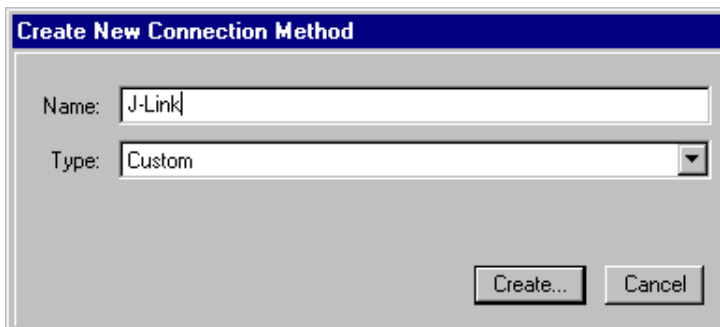 Create New Connection Method
Name: J-Link
Type: Custom
Create... Cancel